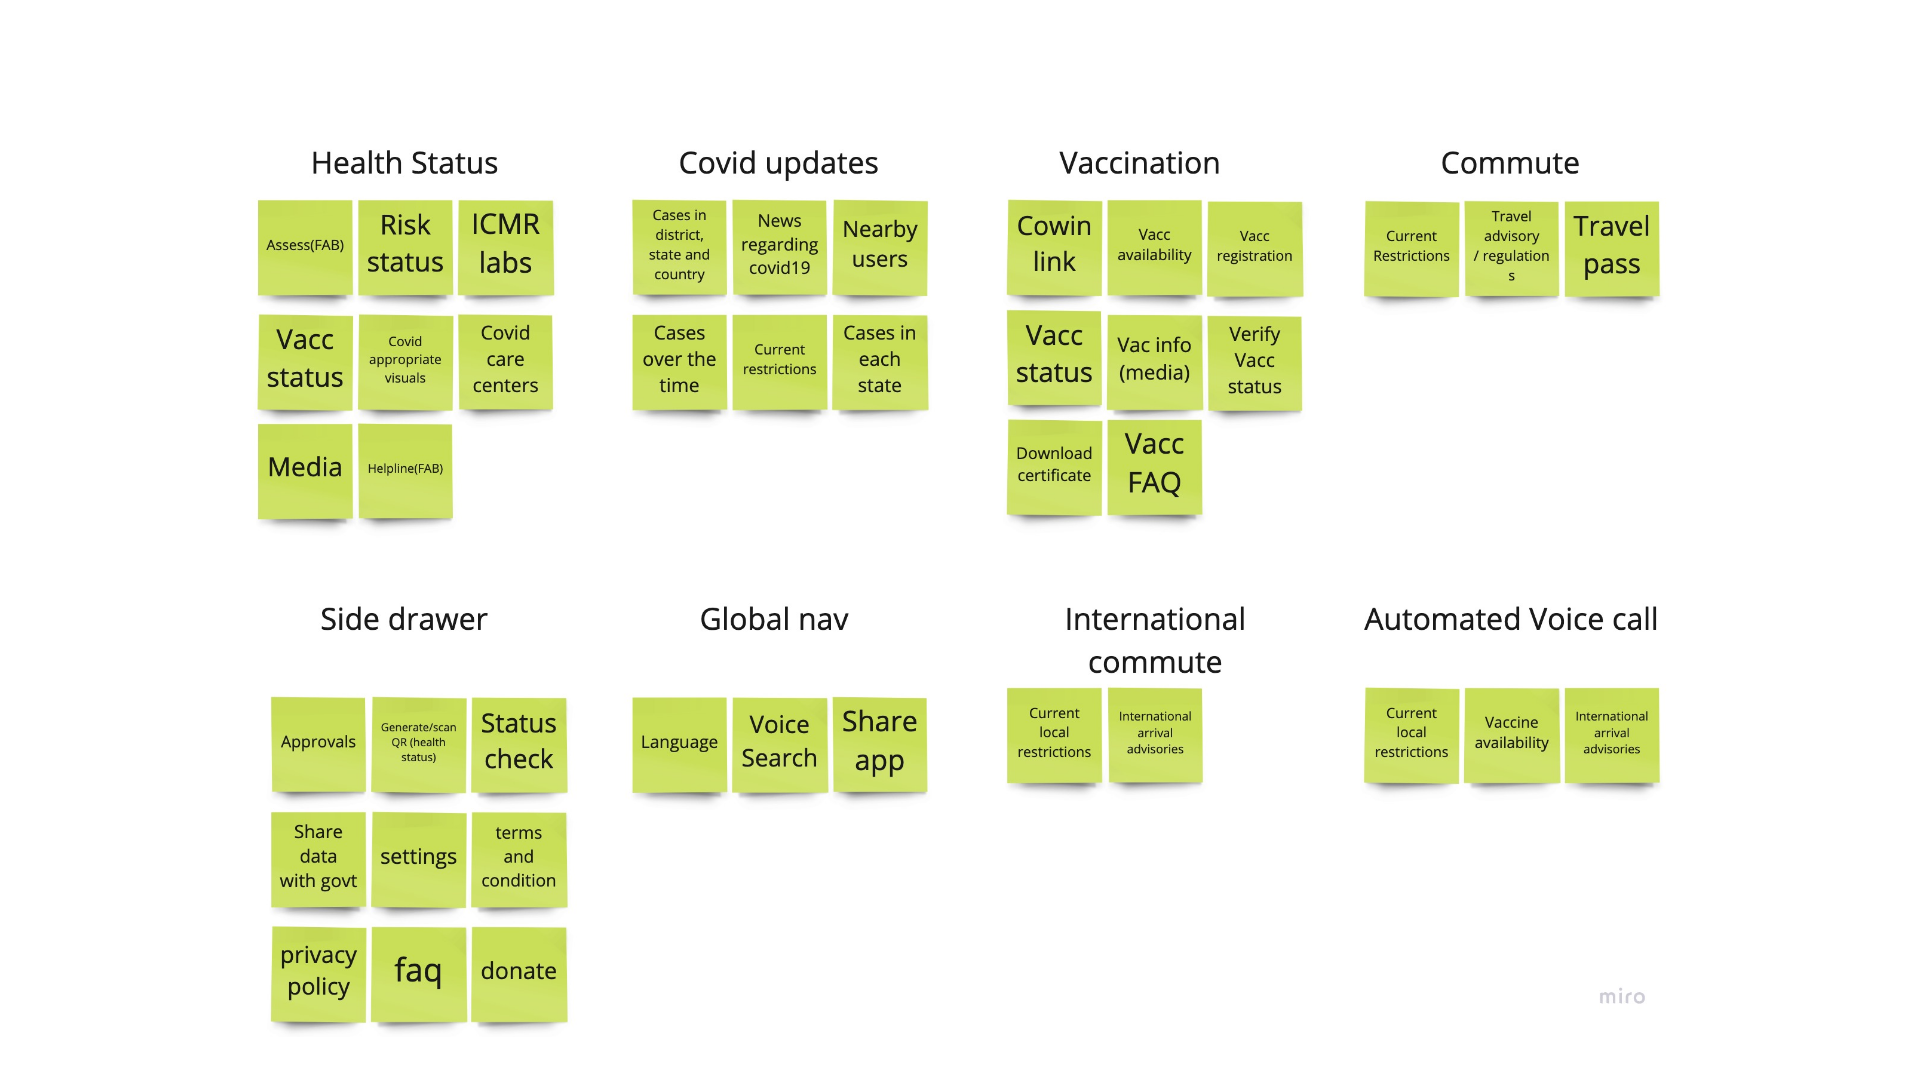 Health Status
Assess(FAB)
Risk
status
ICMR
labs
Vacc
status
Covid
appropriate
visuals
Covid
care
centers
Media
Helpline(FAB)
Covid updates
Cases in
district,
state and
country
News
regarding
covid19
Nearby
users
Cases
over the
time
Current
restrictions
Cases in
each
state
Vaccination
Cowin
link
Vacc
availability
Vacc
registration
Vacc
status
Vac info
(media)
Verify
Vacc
status
Download
certificate
Vacc
FAQ
Commute
Current
Restrictions
Travel
advisory
/ regulation
s
Travel
pass
Side drawer
Approvals
Generate/scan
QR (health
status)
Status
check
Share
data
with govt
settings
terms
and
condition
privacy
policy
faq
donate
Global nav
Language
Voice
Search
Share
app
International
commute
Current
local
restrictions
International
arrival
advisories
Automated Voice call
Current
local
restrictions
Vaccine
availability
International
arrival
advisories
miro